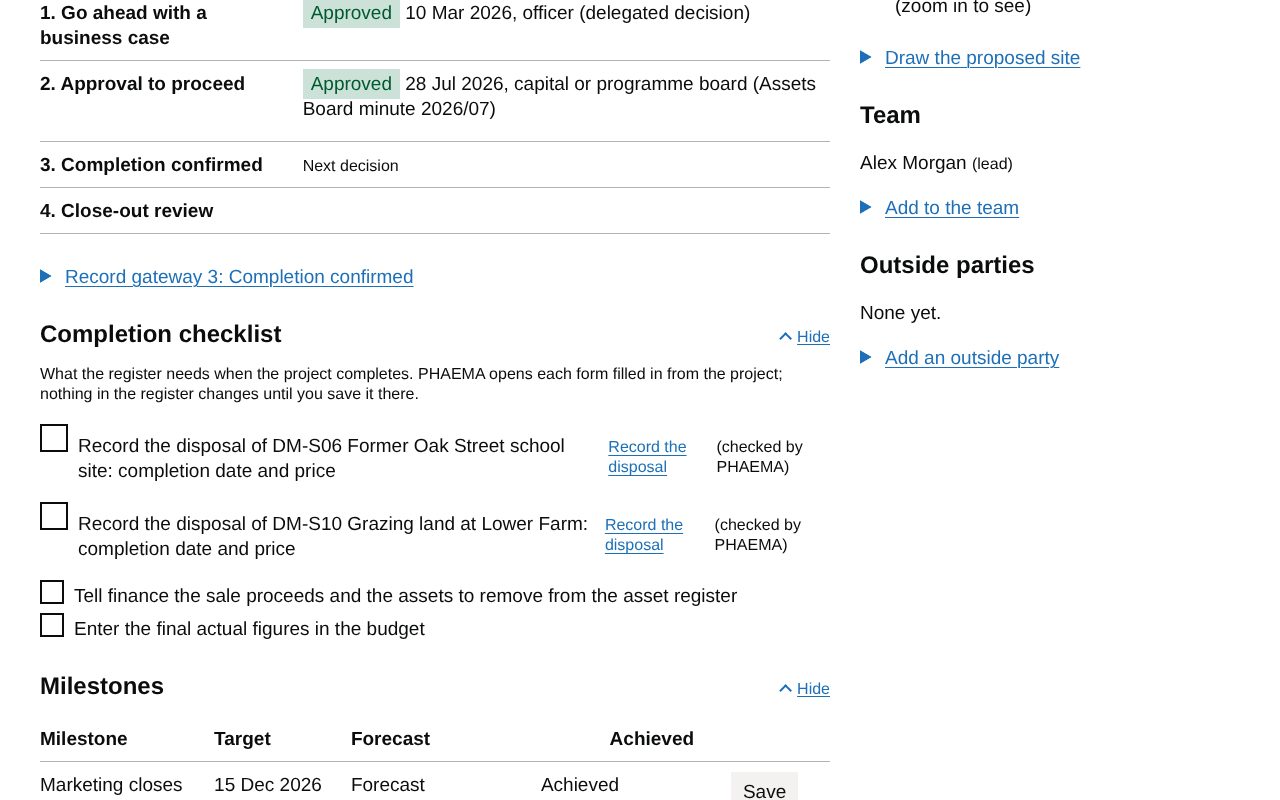 1. Go ahead with a
business case
Approved 10 Mar 2026, officer (delegated decision)
2. Approval to proceed
Approved 28 Jul 2026, capital or programme board (Assets
Board minute 2026/07)
3. Completion confirmed
Next decision
4. Close-out review
Record gateway 3: Completion confirmed
Completion checklist
Hide
What the register needs when the project completes. PHAEMA opens each form filled in from the project;
nothing in the register changes until you save it there.
Record the disposal of DM-S06 Former Oak Street school
site: completion date and price
Record the
disposal
(checked by
PHAEMA)
Record the disposal of DM-S10 Grazing land at Lower Farm:
completion date and price
Record the
disposal
(checked by
PHAEMA)
Tell finance the sale proceeds and the assets to remove from the asset register
Enter the final actual figures in the budget
Milestones
Hide
Milestone Target Forecast Achieved
Marketing closes 15 Dec 2026 Forecast Achieved Save
(zoom in to see)
Draw the proposed site
Team
Alex Morgan (lead)
Add to the team
Outside parties
None yet.
Add an outside party